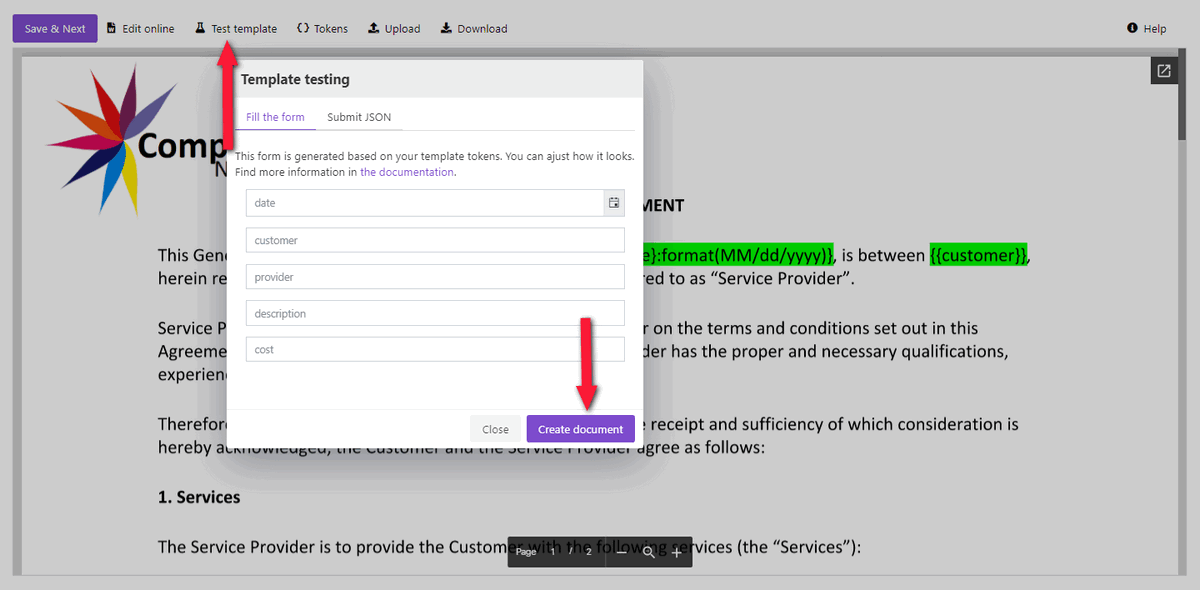 Save & Next Edit online Test template Tokens Upload Download Help
Template testing
Fill the form Submit JSON
This form is generated based on your template tokens. You can ajust how it looks.
Find more information in the documentation.
date
customer
provider
description
cost
Close Create document
Comp
N
MENT
This Gen e}:format(MM/dd/yyyy)}, is between {{customer}},
herein re red to as “Service Provider”.
Service P r on the terms and conditions set out in this
Agreeme der has the proper and necessary qualifications,
experien
Therefor e receipt and sufficiency of which consideration is
hereby acknowledged, the Customer and the Service Provider agree as follows:
1. Services
The Service Provider is to provide the Customer with the following services (the “Services”):
Page 1 / 2